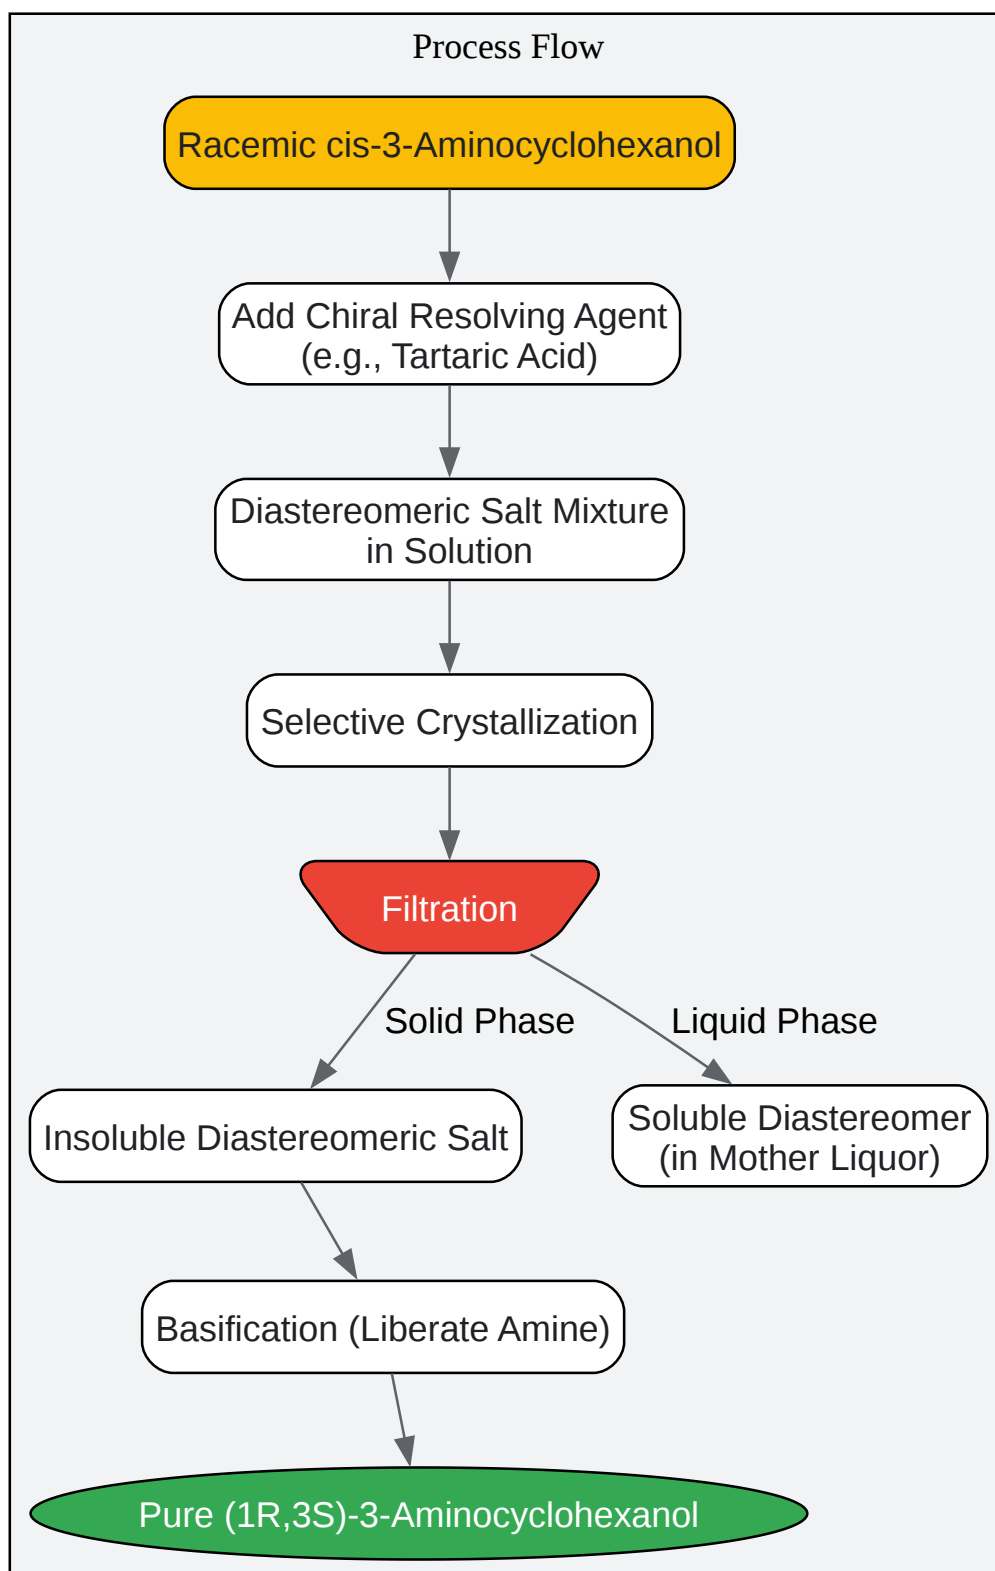 Process Flow
Racemic cis-3-Aminocyclohexanol
Add Chiral Resolving Agent
(e.g., Tartaric Acid)
Diastereomeric Salt Mixture
in Solution
Selective Crystallization
Filtration
Solid Phase
Liquid Phase
Insoluble Diastereomeric Salt
Soluble Diastereomer
(in Mother Liquor)
Basification (Liberate Amine)
Pure (1R,3S)-3-Aminocyclohexanol